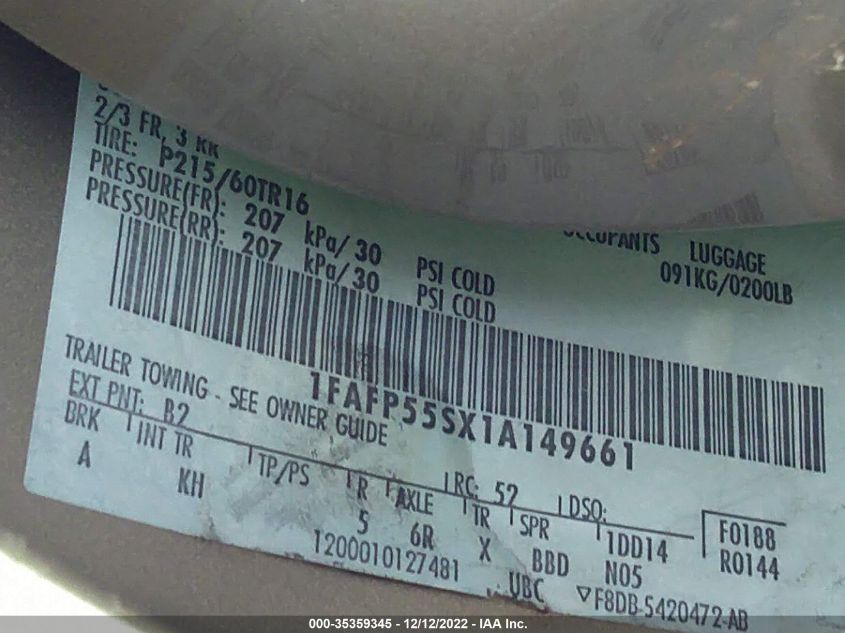 2/3 FR, 3 RR
TIRE: P215/60TR16
OCCUPANTS LUGGAGE
091KG/0200LB
PRESSURE(FR): 207 kPa/30 PSI COLD
PRESSURE(RR): 207 kPa/30 PSI COLD
1FAFP55SX1A149661
TRAILER TOWING - SEE OWNER GUIDE
EXT PNT: B2 RC: 52 DSO:
BRK INT TR TP/PS R AXLE TR SPR 1DD14 F0188
A KH 5 6R X BBD N05 R0144
1200010127481 UBC ▽F8DB-5420472-AB
000-35359345 - 12/12/2022 - IAA Inc.